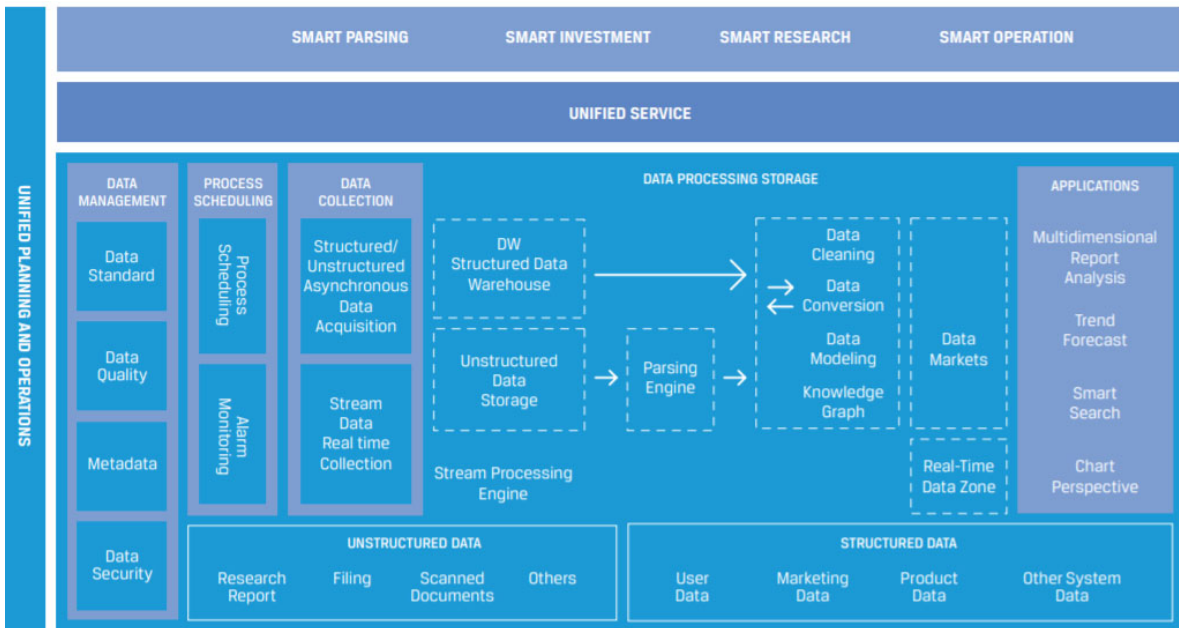 SMART PARSING
SMART INVESTMENT
SMART RESEARCH
SMART OPERATION
UNIFIED SERVICE
UNIFIED PLANNING AND OPERATIONS
DATA
MANAGEMENT
Data
Standard
Data
Quality
Metadata
Data
Security
PROCESS
SCHEDULING
Process
Scheduling
Alarm
Monitoring
DATA
COLLECTION
Structured/
Unstructured
Asynchronous
Data
Acquisition
Stream
Data
Real time
Collection
DATA PROCESSING STORAGE
DW
Structured Data
Warehouse
Unstructured
Data
Storage
Parsing
Engine
Stream Processing
Engine
Data
Cleaning
Data
Conversion
Data
Modeling
Knowledge
Graph
Data
Markets
Real-Time
Data Zone
APPLICATIONS
Multidimensional
Report
Analysis
Trend
Forecast
Smart
Search
Chart
Perspective
UNSTRUCTURED DATA
Research
Report
Filing
Scanned
Documents
Others
STRUCTURED DATA
User
Data
Marketing
Data
Product
Data
Other System
Data